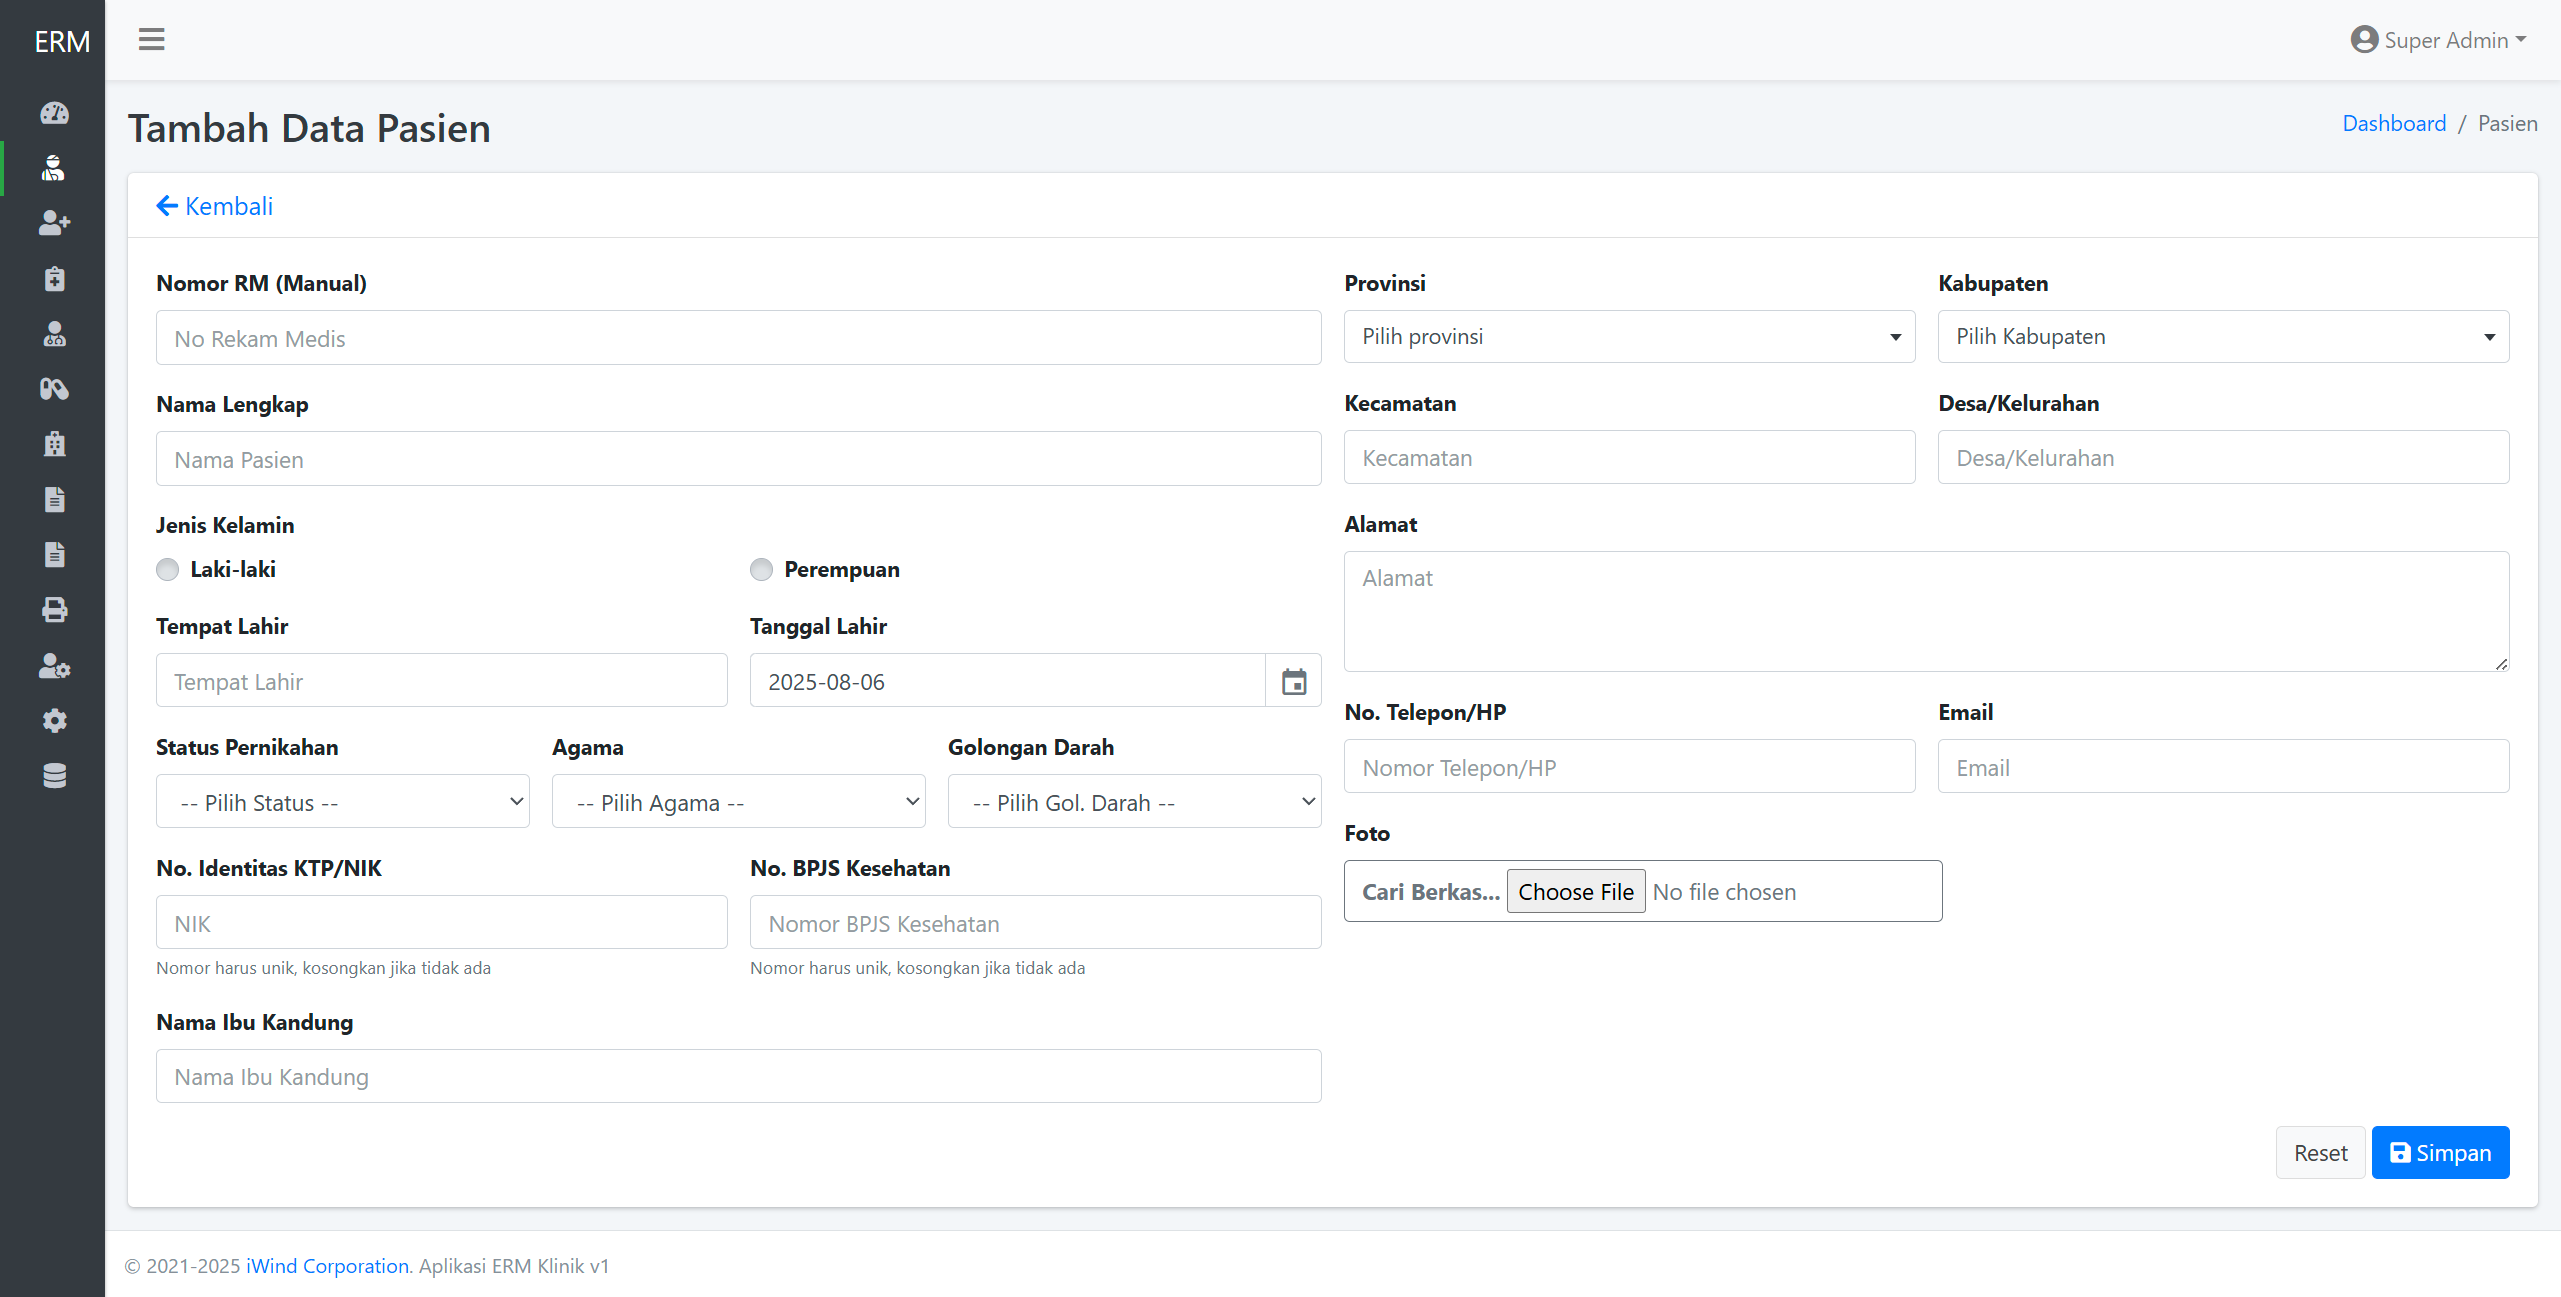 ERM
Super Admin
Tambah Data Pasien
Dashboard / Pasien
Kembali
Nomor RM (Manual)
No Rekam Medis
Nama Lengkap
Nama Pasien
Jenis Kelamin
Laki-laki
Perempuan
Tempat Lahir
Tanggal Lahir
Tempat Lahir
2025-08-06
Status Pernikahan
Agama
Golongan Darah
-- Pilih Status --
-- Pilih Agama --
-- Pilih Gol. Darah --
No. Identitas KTP/NIK
No. BPJS Kesehatan
NIK
Nomor BPJS Kesehatan
Nomor harus unik, kosongkan jika tidak ada
Nomor harus unik, kosongkan jika tidak ada
Nama Ibu Kandung
Nama Ibu Kandung
Provinsi
Kabupaten
Pilih provinsi
Pilih Kabupaten
Kecamatan
Desa/Kelurahan
Kecamatan
Desa/Kelurahan
Alamat
Alamat
No. Telepon/HP
Email
Nomor Telepon/HP
Email
Foto
Cari Berkas... Choose File No file chosen
Reset
Simpan
© 2021-2025 iWind Corporation. Aplikasi ERM Klinik v1